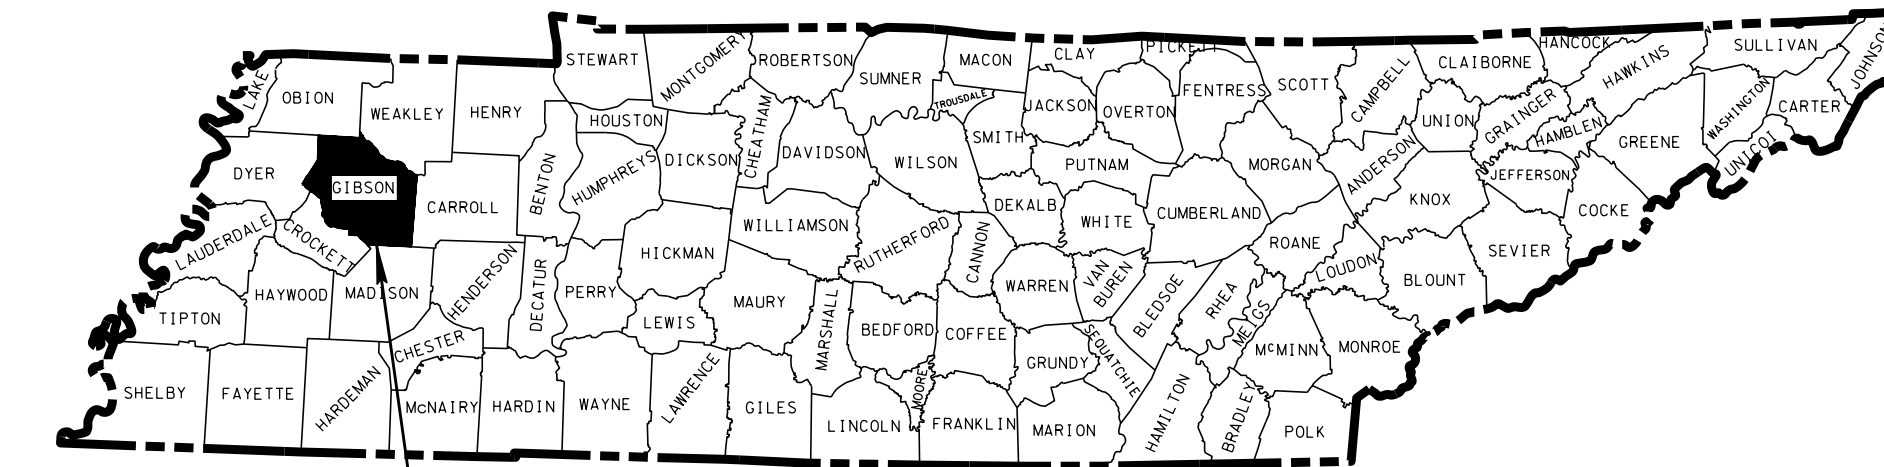 STEWART
MONTGOMERY
ROBERTSON
SUMNER
MACON
CLAY
PICKETT
SCOTT
CAMPBELL
CLAIBORNE
HANCOCK
HAWKINS
SULLIVAN
JOHNSON
LAKE
OBION
WEAKLEY
HENRY
HOUSTON
CHEATHAM
TROUSDALE
JACKSON
OVERTON
FENTRESS
UNION
GRAINGER
HAMBLEN
GREENE
WASHINGTON
CARTER
UNICOI
DYER
GIBSON
CARROLL
BENTON
HUMPHREYS
DICKSON
DAVIDSON
WILSON
SMITH
PUTNAM
MORGAN
ANDERSON
KNOX
JEFFERSON
COCKE
LAUDERDALE
CROCKETT
WILLIAMSON
RUTHERFORD
CANNON
DEKALB
WHITE
CUMBERLAND
ROANE
LOUDON
BLOUNT
SEVIER
HAYWOOD
MADISON
HENDERSON
DECATUR
PERRY
HICKMAN
MAURY
WARREN
VAN
BUREN
BLEDSOE
RHEA
MEIGS
TIPTON
CHESTER
LEWIS
MARSHALL
BEDFORD
COFFEE
GRUNDY
SEQUATCHIE
McMINN
MONROE
SHELBY
FAYETTE
HARDEMAN
McNAIRY
HARDIN
WAYNE
LAWRENCE
GILES
LINCOLN
MOORE
FRANKLIN
MARION
HAMILTON
BRADLEY
POLK